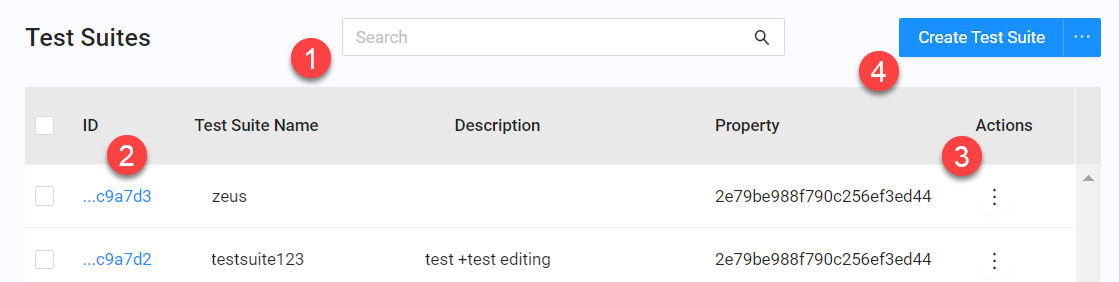 Test Suites
1
Search
Create Test Suite ...
4
ID Test Suite Name Description Property Actions
2
3
...c9a7d3 zeus 2e79be988f790c256ef3ed44
...c9a7d2 testsuite123 test +test editing 2e79be988f790c256ef3ed44